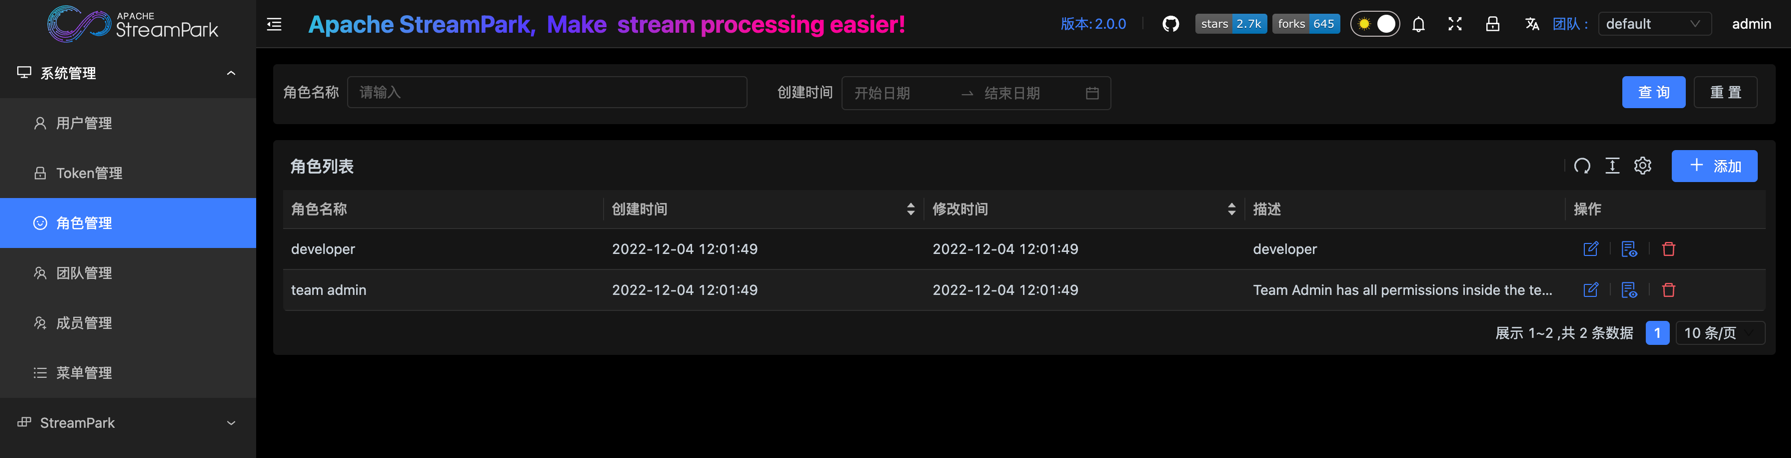 APACHE
StreamPark
Apache StreamPark, Make stream processing easier!
版本: 2.0.0
stars 2.7k
forks 645
团队 :
default
admin
系统管理
用户管理
Token管理
角色管理
团队管理
成员管理
菜单管理
StreamPark
角色名称 请输入
创建时间 开始日期 → 结束日期
查 询
重 置
角色列表
+ 添加
角色名称 创建时间 修改时间 描述 操作
developer 2022-12-04 12:01:49 2022-12-04 12:01:49 developer
team admin 2022-12-04 12:01:49 2022-12-04 12:01:49 Team Admin has all permissions inside the te...
展示 1~2 ,共 2 条数据 1 10 条/页